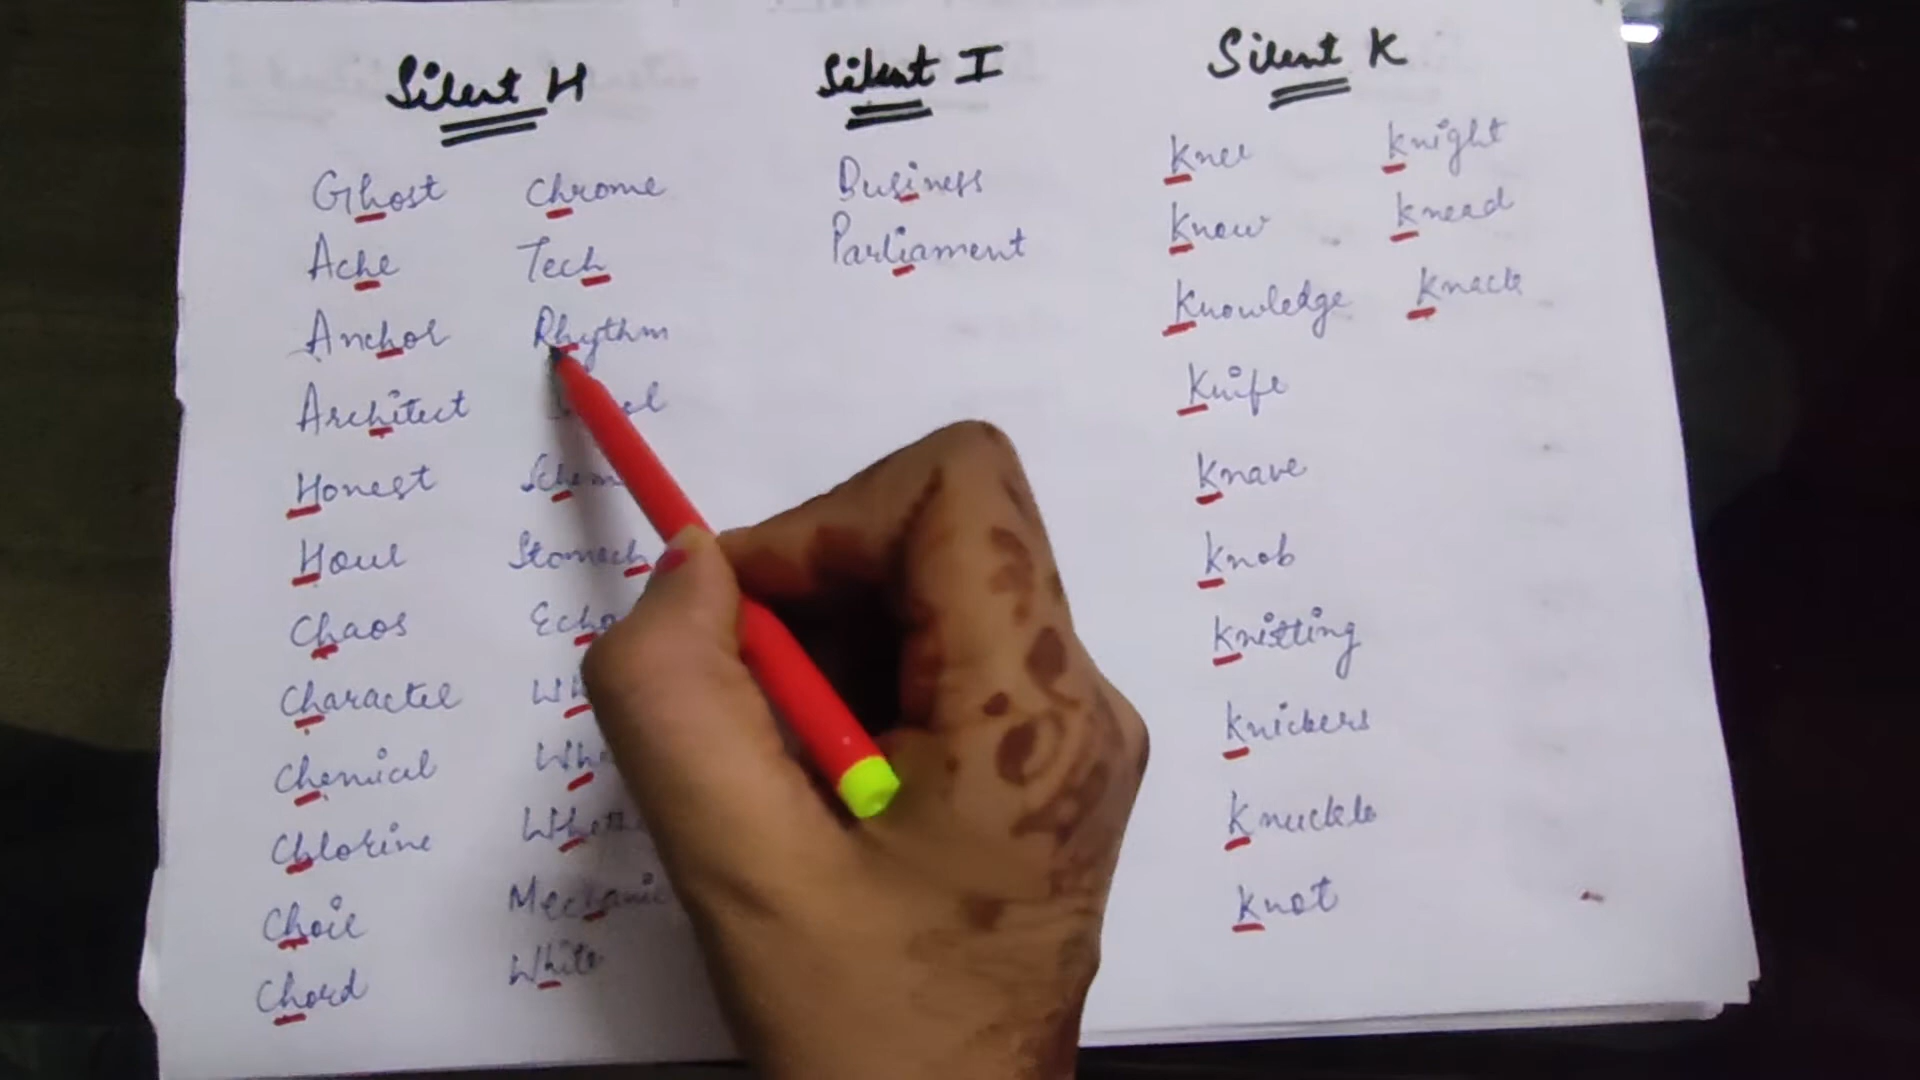 Silent H
Ghost
Ache
Anchor
Architect
Honest
Hour
Chaos
Character
Chemical
Chlorine
Choir
Chord
Chrome
Tech
Rhythm
Stomach
Echo
Mechanic
White
Silent I
Business
Parliament
Silent K
Knee
Know
Knowledge
Knife
Knave
Knob
Knitting
Knickers
Knuckle
Knot
Knight
Knead
Knack